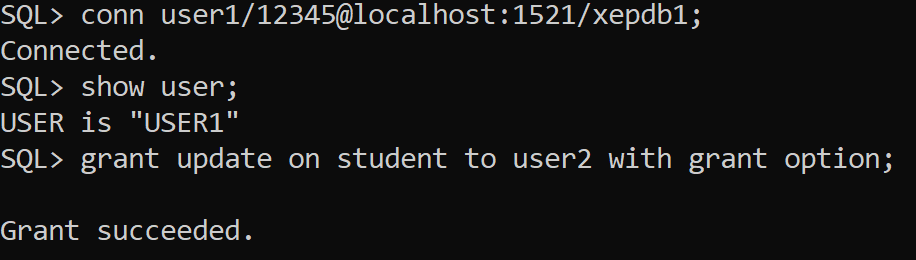 SQL> conn user1/12345@localhost:1521/xepdb1;
Connected.
SQL> show user;
USER is "USER1"
SQL> grant update on student to user2 with grant option;
Grant succeeded.